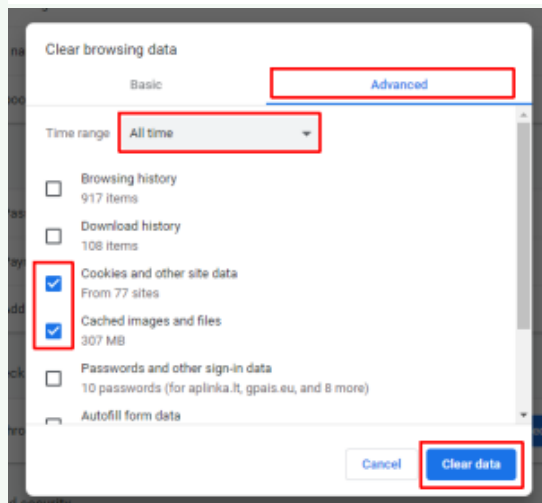 Clear browsing data
Basic Advanced
Time range All time
Browsing history
917 items
Download history
108 items
Cookies and other site data
From 77 sites
Cached images and files
307 MB
Passwords and other sign-in data
10 passwords (for aplinka.lt, gpais.eu, and 8 more)
Autofill form data
Cancel Clear data